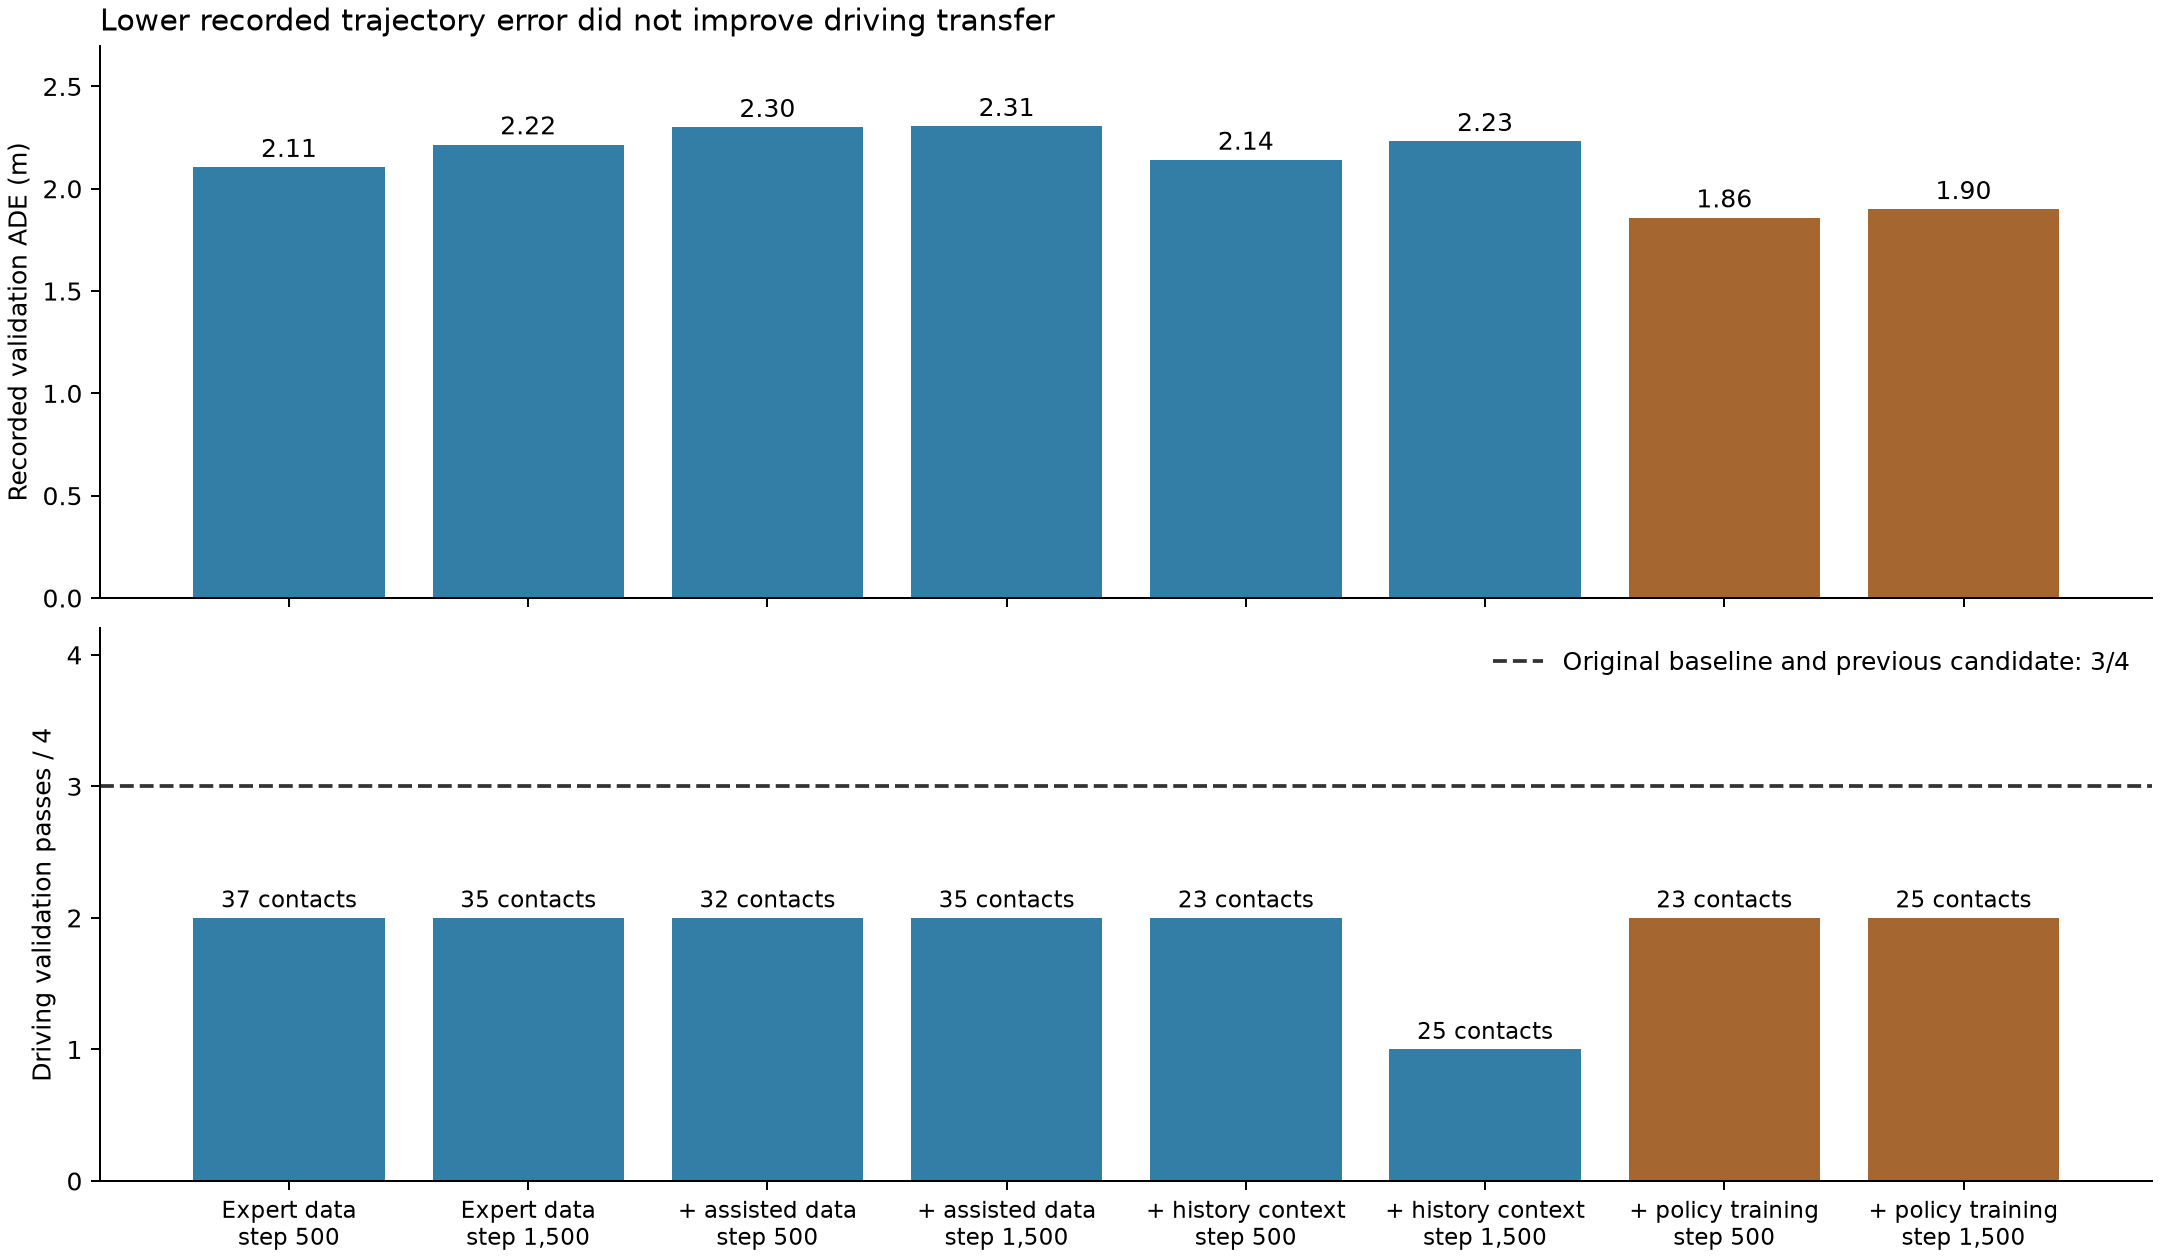 Lower recorded trajectory error did not improve driving transfer
Recorded validation ADE (m)
2.5
2.0
1.5
1.0
0.5
0.0
2.11
2.22
2.30
2.31
2.14
2.23
1.86
1.90
Driving validation passes / 4
4
3
2
1
0
Original baseline and previous candidate: 3/4
37 contacts
35 contacts
32 contacts
35 contacts
23 contacts
25 contacts
23 contacts
25 contacts
Expert data
step 500
Expert data
step 1,500
+ assisted data
step 500
+ assisted data
step 1,500
+ history context
step 500
+ history context
step 1,500
+ policy training
step 500
+ policy training
step 1,500